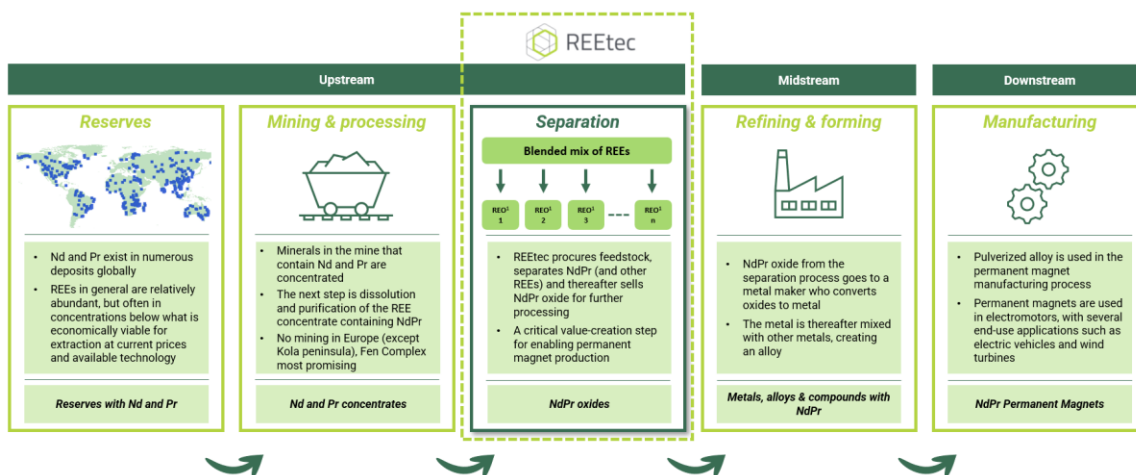 REEtec
Upstream
Midstream
Downstream
Reserves
• Nd and Pr exist in numerous
deposits globally
• REEs in general are relatively
abundant, but often in
concentrations below what is
economically viable for
extraction at current prices
and available technology
Reserves with Nd and Pr
Mining & processing
• Minerals in the mine that
contain Nd and Pr are
concentrated
• The next step is dissolution
and purification of the REE
concentrate containing NdPr
• No mining in Europe (except
Kola peninsula), Fen Complex
most promising
Nd and Pr concentrates
Separation
Blended mix of REEs
REO¹ REO¹ REO¹ REO¹
1 2 3 n
• REEtec procures feedstock,
separates NdPr (and other
REEs) and thereafter sells
NdPr oxide for further
processing
• A critical value-creation step
for enabling permanent
magnet production
NdPr oxides
Refining & forming
• NdPr oxide from the
separation process goes to a
metal maker who converts
oxides to metal
• The metal is thereafter mixed
with other metals, creating
an alloy
Metals, alloys & compounds with
NdPr
Manufacturing
• Pulverized alloy is used in the
permanent magnet
manufacturing process
• Permanent magnets are used
in electromotors, with several
end-use applications such as
electric vehicles and wind
turbines
NdPr Permanent Magnets